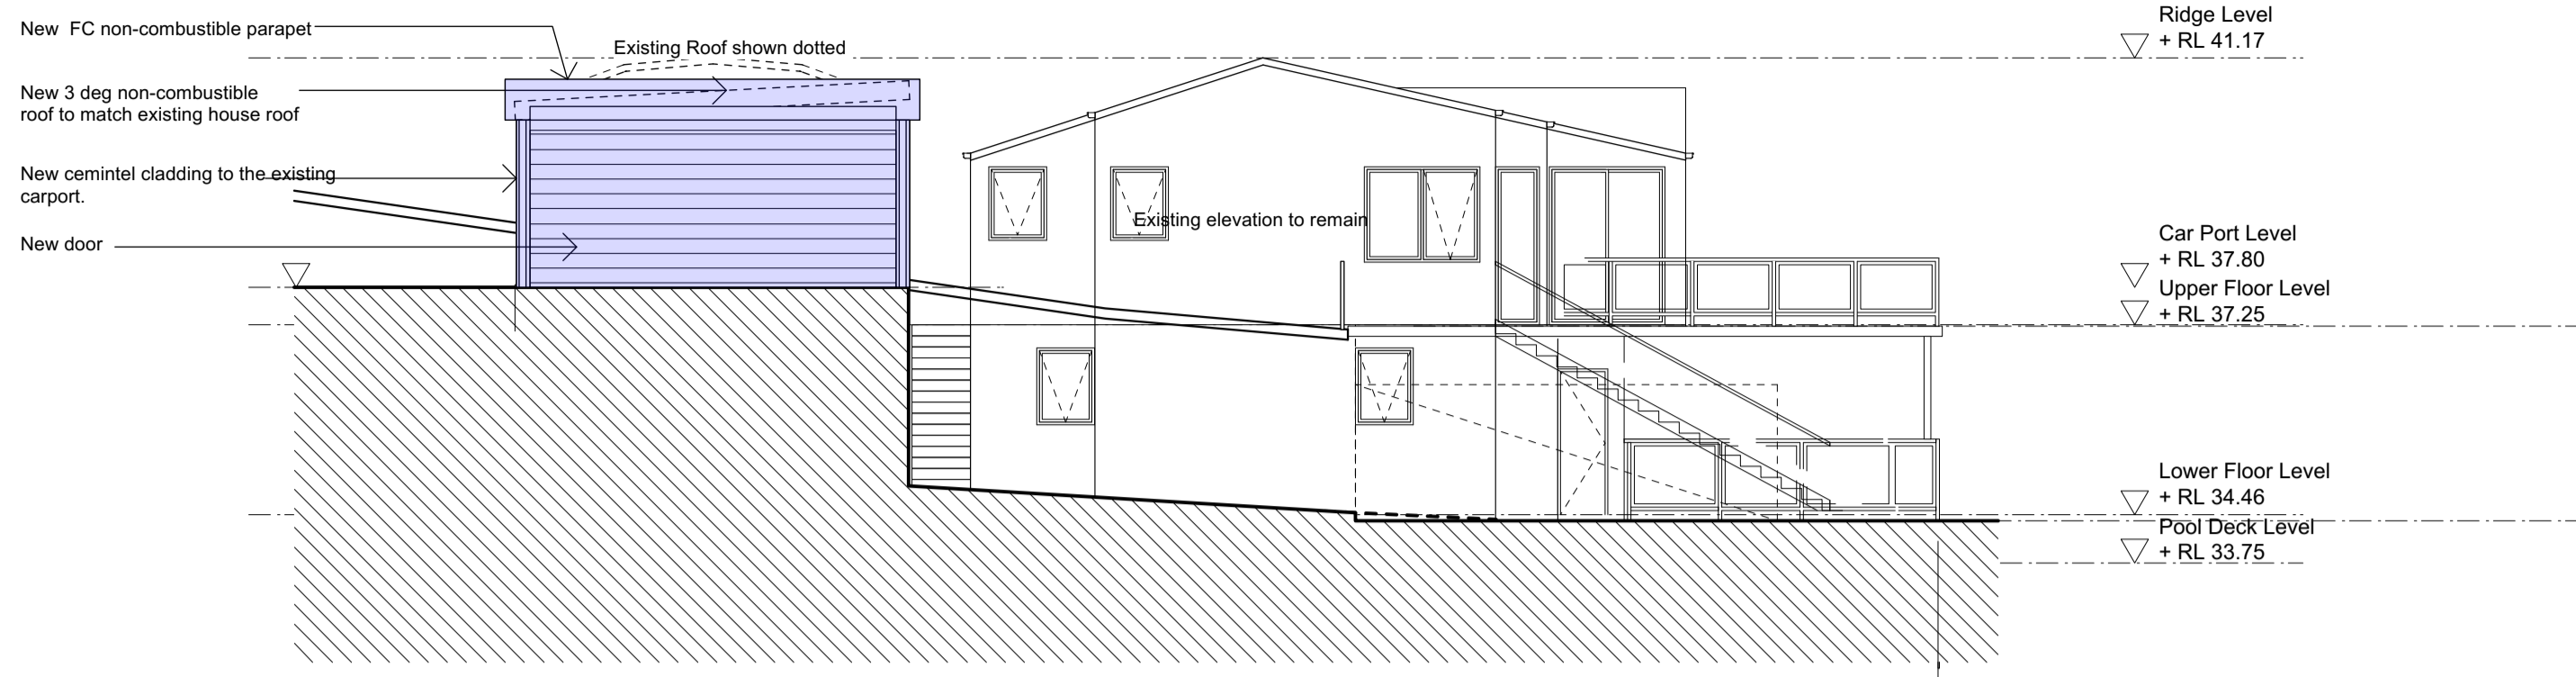 New FC non-combustible parapet
Existing Roof shown dotted
New 3 deg non-combustible
roof to match existing house roof
New cemintel cladding to the existing
carport.
New door
Existing elevation to remain
Ridge Level
+ RL 41.17
Car Port Level
+ RL 37.80
Upper Floor Level
+ RL 37.25
Lower Floor Level
+ RL 34.46
Pool Deck Level
+ RL 33.75